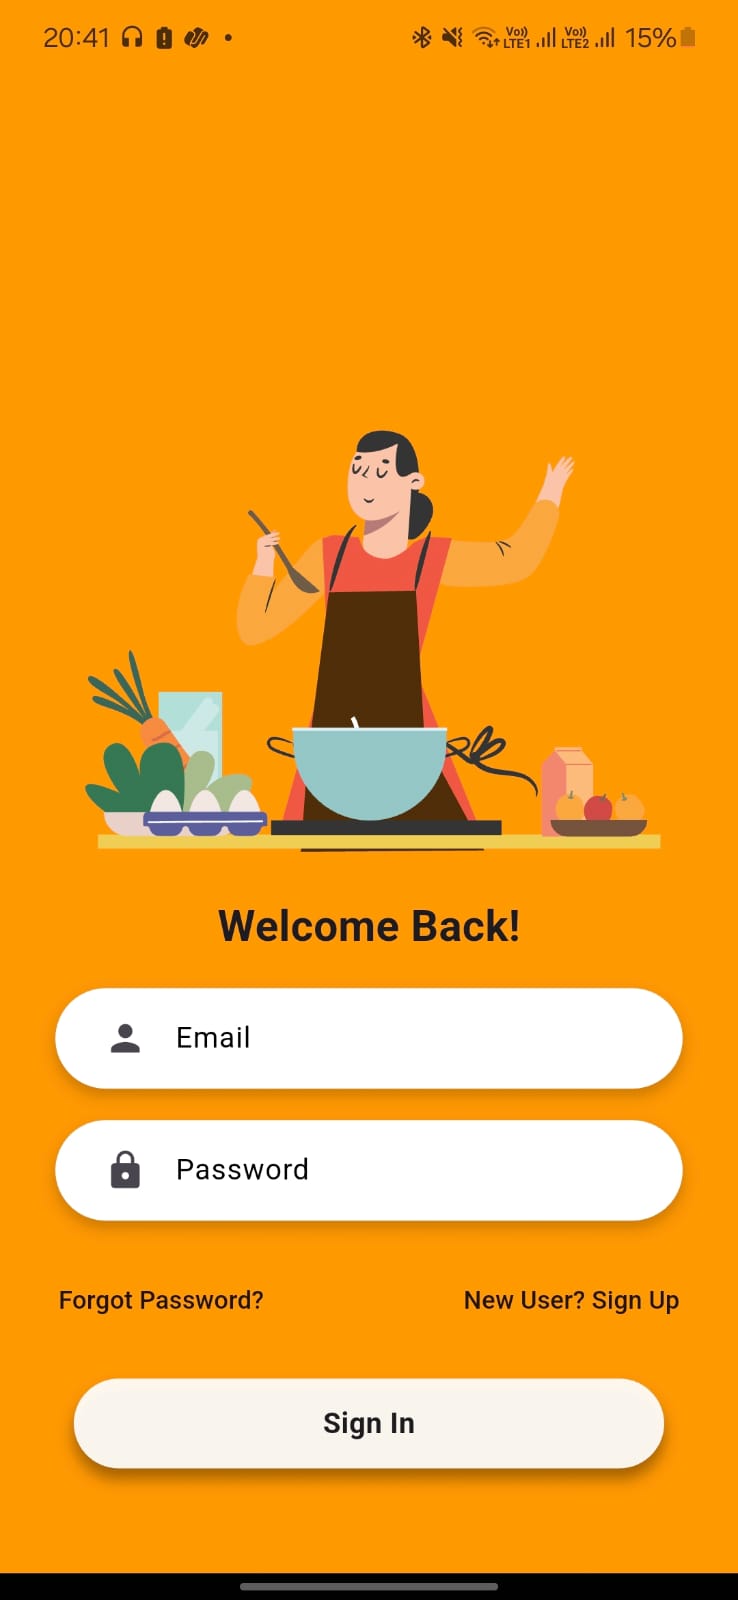 20:41 Vo)) LTE1 Vo)) LTE2 15%
Welcome Back!
Email
Password
Forgot Password? New User? Sign Up
Sign In